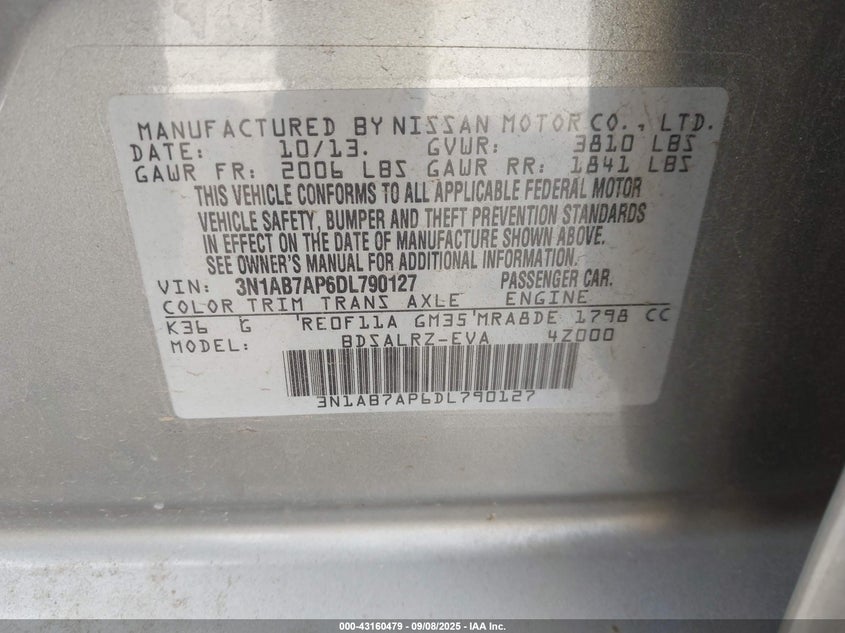 MANUFACTURED BY NISSAN MOTOR CO., LTD.
DATE: 10/13. GVWR: 3810 LBS
GAWR FR: 2006 LBS GAWR RR: 1841 LBS
THIS VEHICLE CONFORMS TO ALL APPLICABLE FEDERAL MOTOR
VEHICLE SAFETY, BUMPER AND THEFT PREVENTION STANDARDS
IN EFFECT ON THE DATE OF MANUFACTURE SHOWN ABOVE.
SEE OWNER'S MANUAL FOR ADDITIONAL INFORMATION.
VIN: 3N1AB7AP6DL790127 PASSENGER CAR.
COLOR TRIM TRANS AXLE ENGINE
K36 G 'RE0F11A GM35'MRA8DE 1798 CC
MODEL: BDSALRZ-EVA 4Z000
3N1AB7AP6DL790127
000-43160479 - 09/08/2025 - IAA Inc.